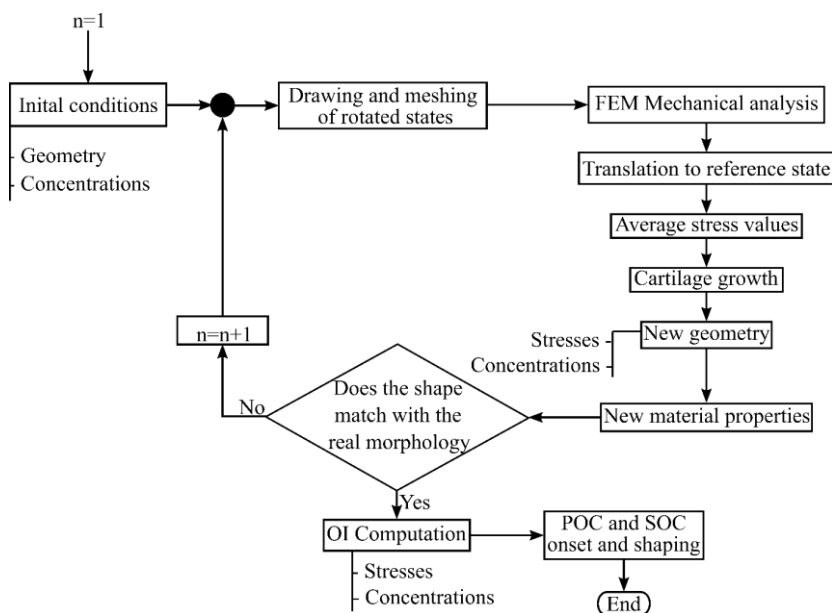 n=1
Inital conditions
Geometry
Concentrations
Drawing and meshing
of rotated states
FEM Mechanical analysis
Translation to reference state
Average stress values
Cartilage growth
New geometry
Stresses
Concentrations
New material properties
Does the shape
match with the
real morphology
No
n=n+1
Yes
OI Computation
Stresses
Concentrations
POC and SOC
onset and shaping
End